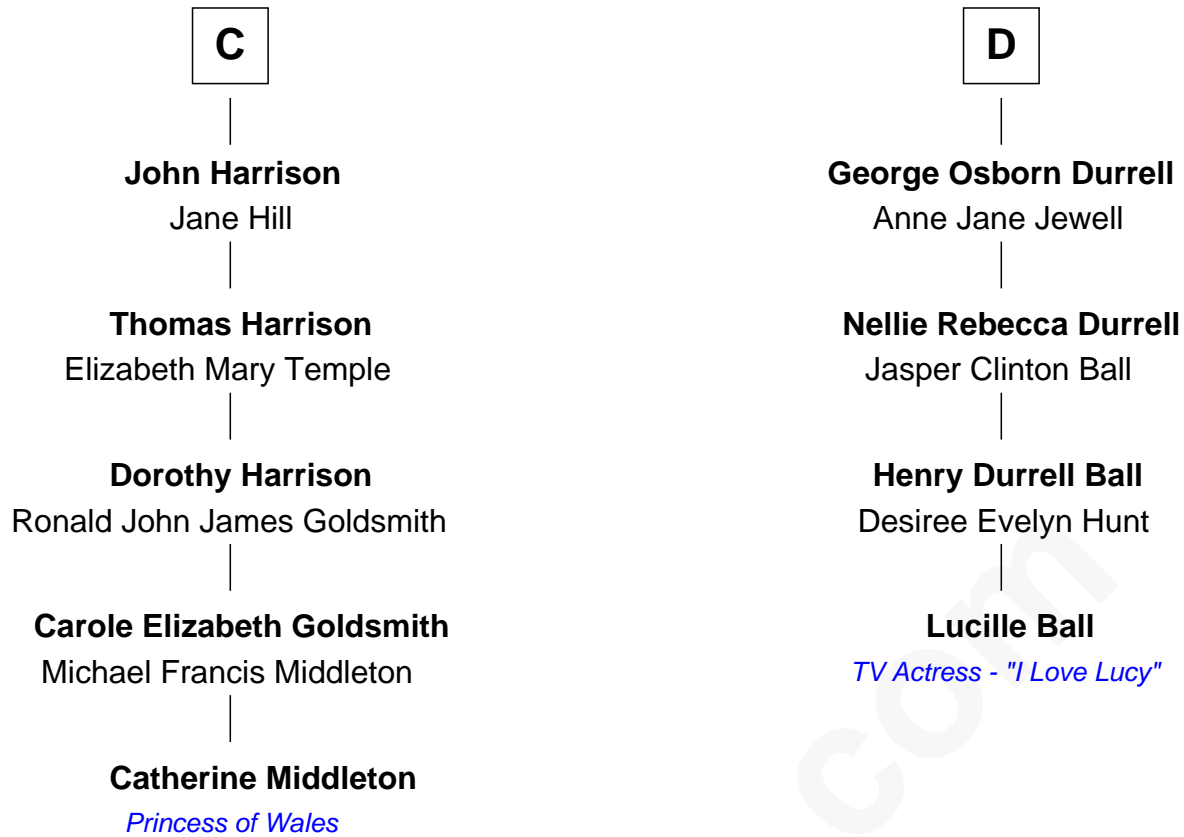 C
John Harrison
Jane Hill
Thomas Harrison
Elizabeth Mary Temple
Dorothy Harrison
Ronald John James Goldsmith
Carole Elizabeth Goldsmith
Michael Francis Middleton
Catherine Middleton
Princess of Wales
D
George Osborn Durrell
Anne Jane Jewell
Nellie Rebecca Durrell
Jasper Clinton Ball
Henry Durrell Ball
Desiree Evelyn Hunt
Lucille Ball
TV Actress - "I Love Lucy"
com